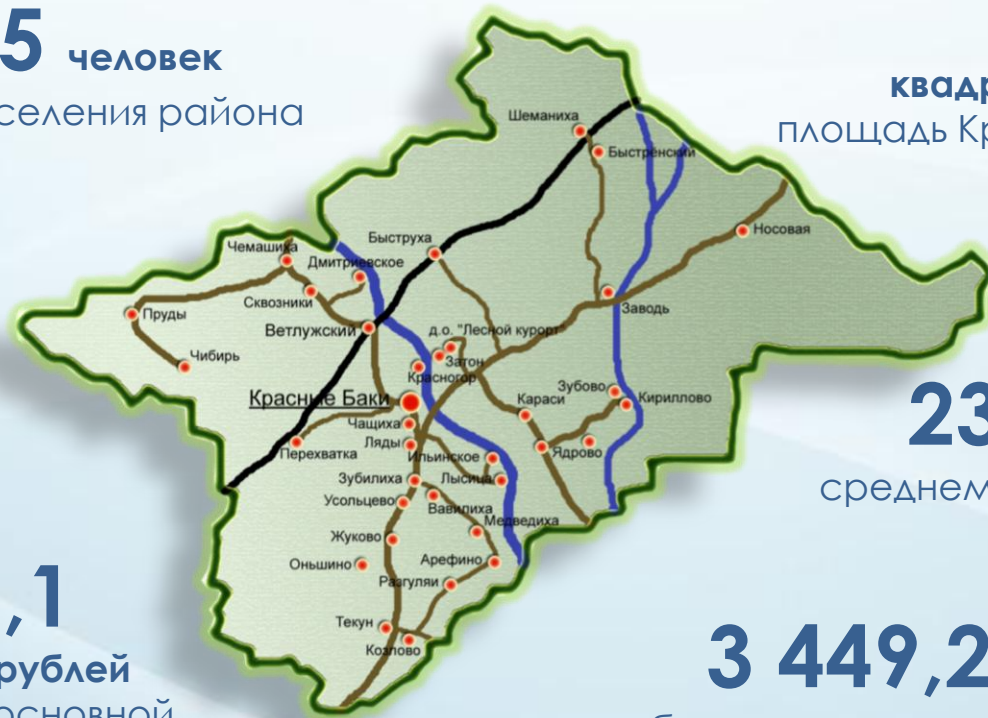 5 человек
селения района
квадр
площадь Кр
Шеманиха
Быстренский
Носовая
Быструха
Чемашиха
Дмитриевское
Сквозники
Заводь
Пруды
Ветлужский
д.о. "Лесной курорт"
Чибирь
Затон
Красногор
Зубово
Кириллово
Красные Баки
Караси
Чащиха
Ляды
Перехватка
Ильинское
Ядрово
Зубилиха
Лысица
Усольцево
Вавилиха
Медведиха
Жуково
Оньшино
Арефино
Разгуляи
Текун
Козлово
23
среднем
,1
рублей
основной
3 449,2